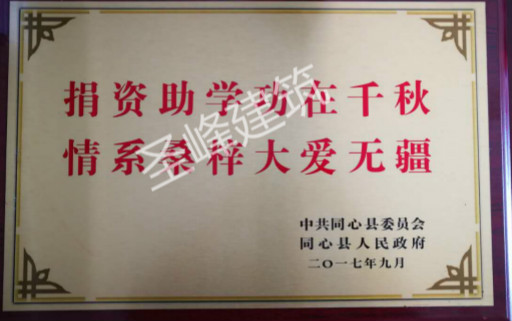 捐资助学功在千秋
情系桑梓大爱无疆
圣峰建筑
中共同心县委员会
同心县人民政府
二〇一七年九月